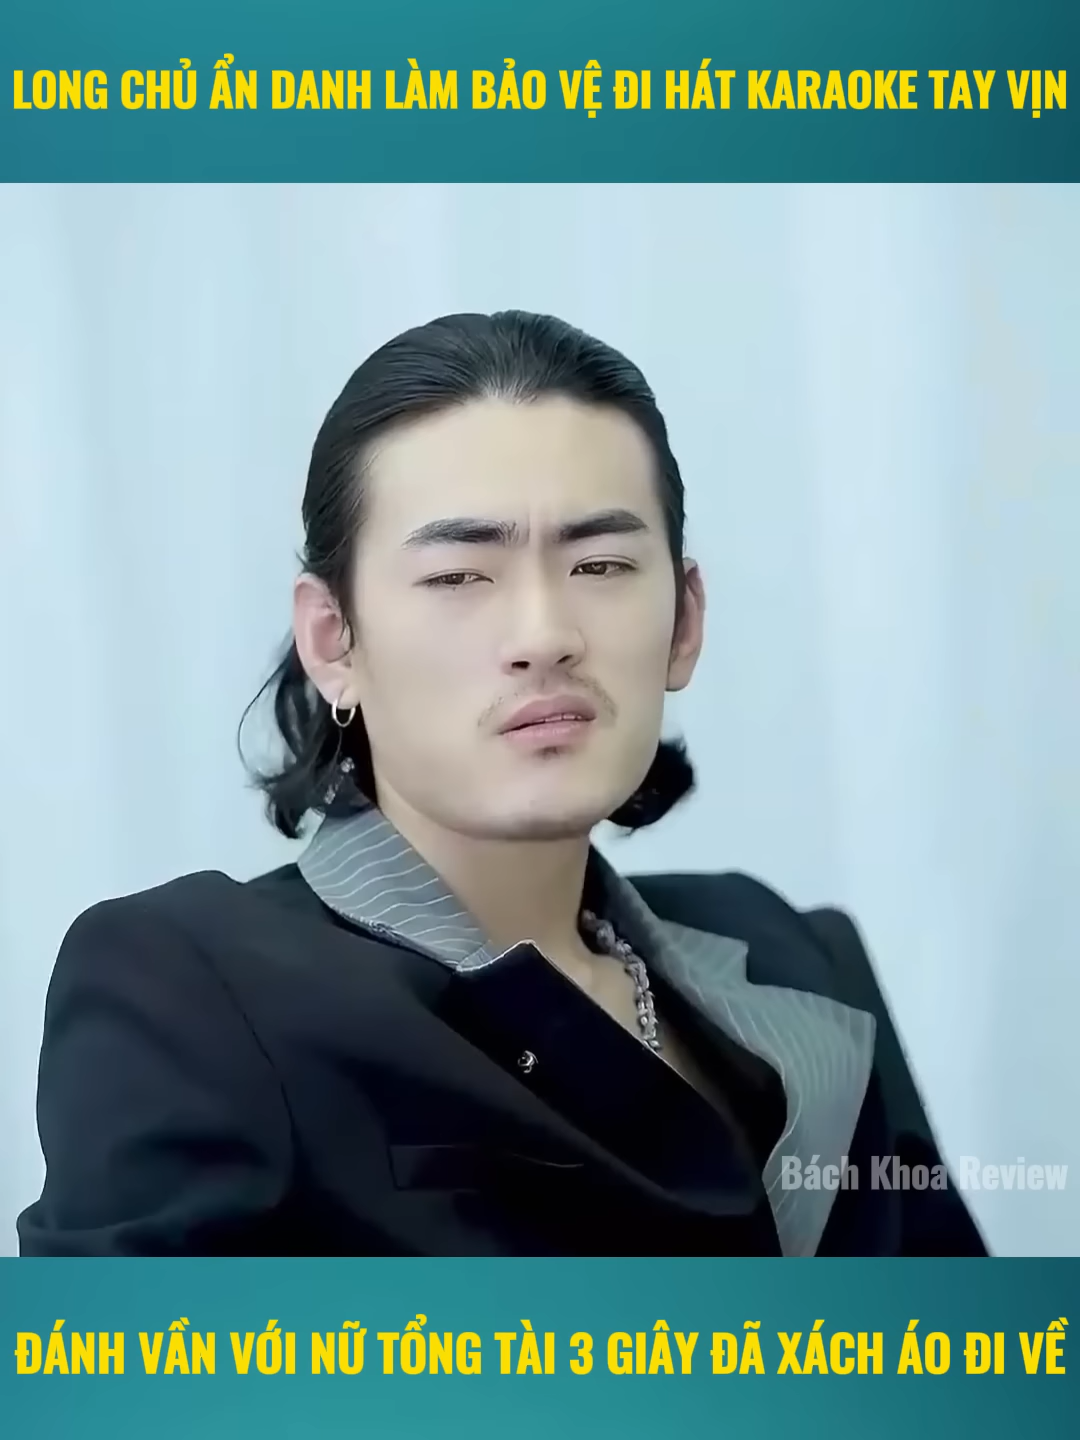 LONG CHỦ ẨN DANH LÀM BẢO VỆ ĐI HÁT KARAOKE TAY VỊN
Bách Khoa Review
ĐÁNH VẦN VỚI NỮ TỔNG TÀI 3 GIÂY ĐÃ XÁCH ÁO ĐI VỀ